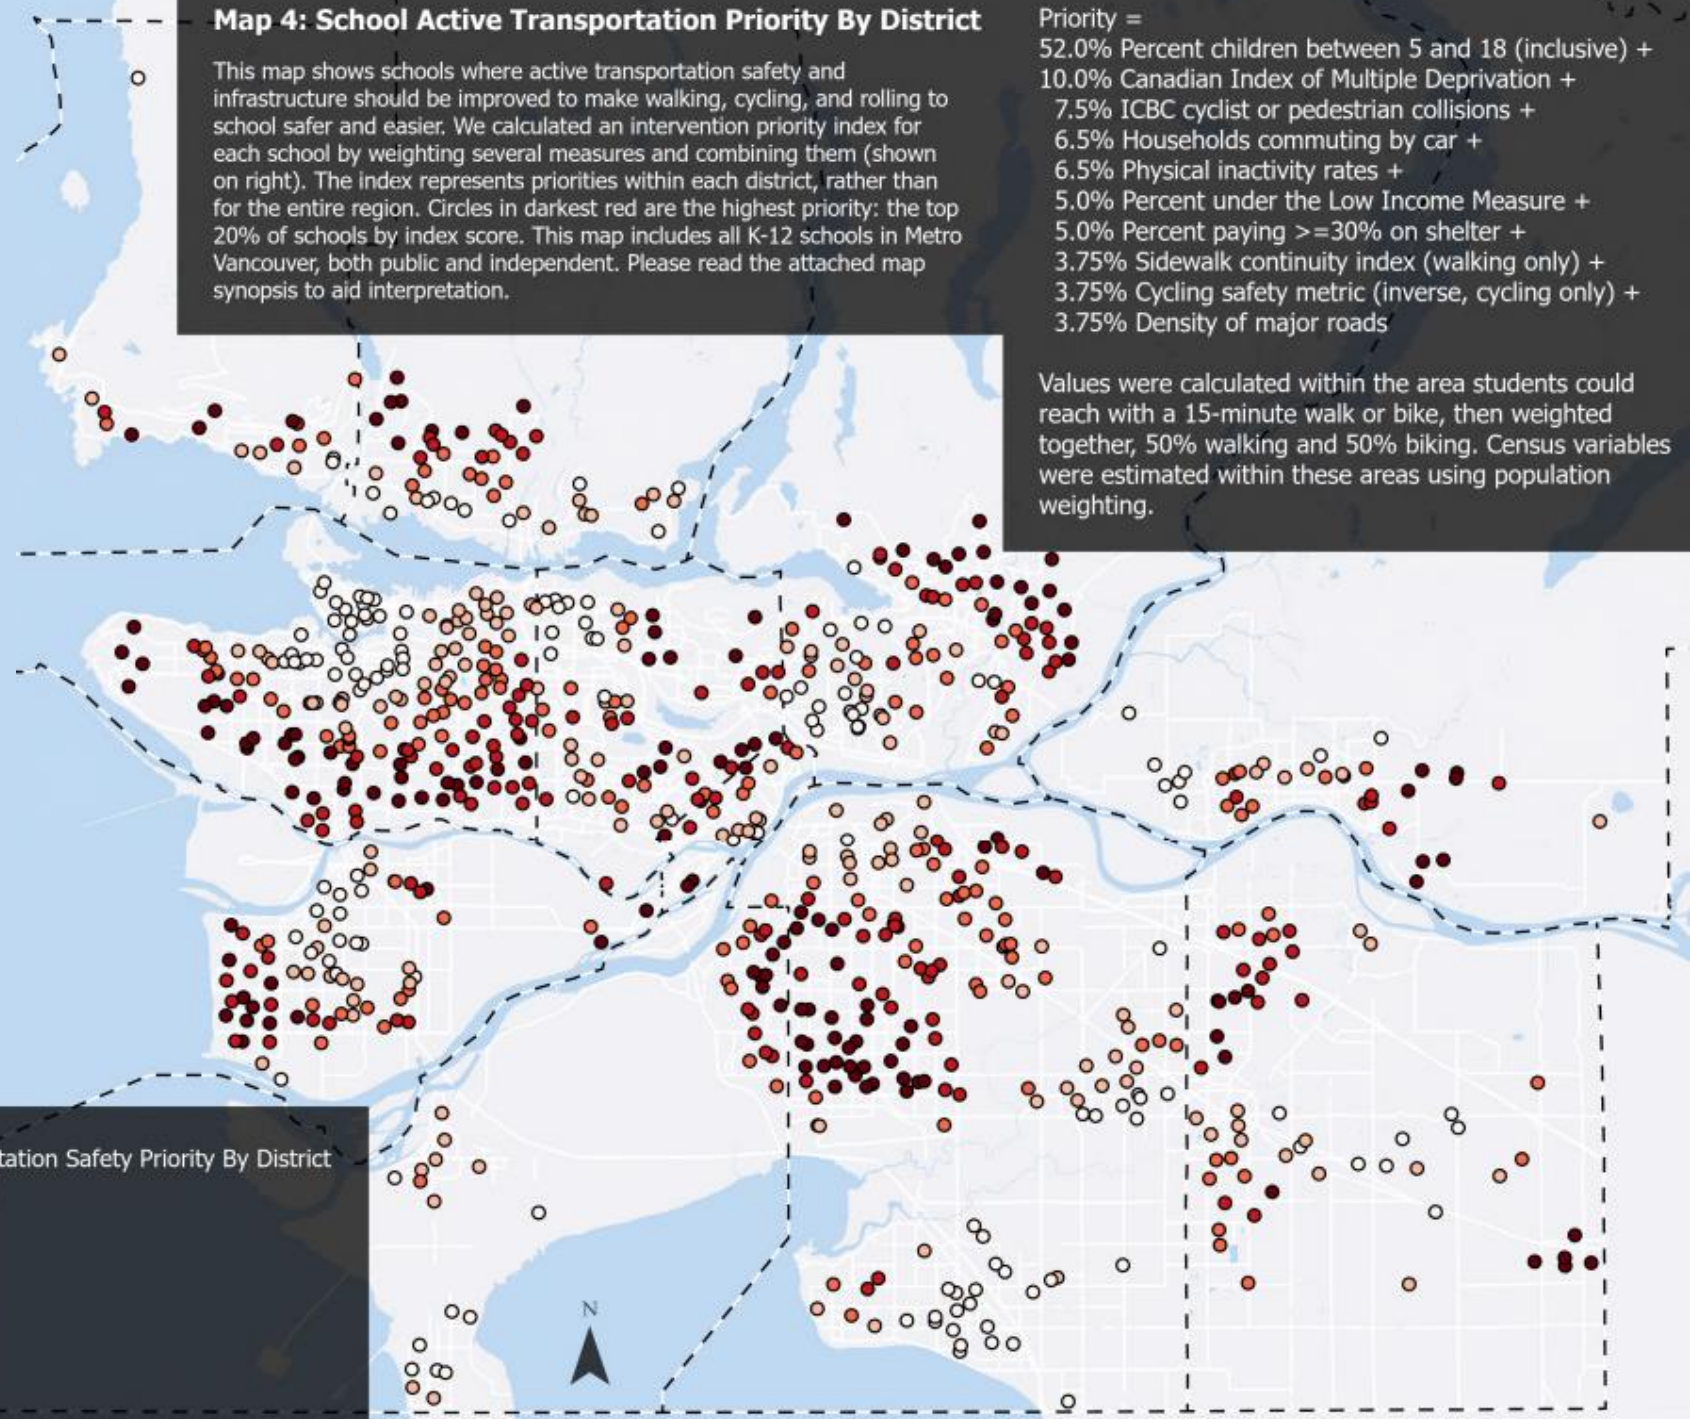 Map 4: School Active Transportation Priority By District
This map shows schools where active transportation safety and
infrastructure should be improved to make walking, cycling, and rolling to
school safer and easier. We calculated an intervention priority index for
each school by weighting several measures and combining them (shown
on right). The index represents priorities within each district, rather than
for the entire region. Circles in darkest red are the highest priority: the top
20% of schools by index score. This map includes all K-12 schools in Metro
Vancouver, both public and independent. Please read the attached map
synopsis to aid interpretation.
Priority =
52.0% Percent children between 5 and 18 (inclusive) +
10.0% Canadian Index of Multiple Deprivation +
7.5% ICBC cyclist or pedestrian collisions +
6.5% Households commuting by car +
6.5% Physical inactivity rates +
5.0% Percent under the Low Income Measure +
5.0% Percent paying >=30% on shelter +
3.75% Sidewalk continuity index (walking only) +
3.75% Cycling safety metric (inverse, cycling only) +
3.75% Density of major roads
Values were calculated within the area students could
reach with a 15-minute walk or bike, then weighted
together, 50% walking and 50% biking. Census variables
were estimated within these areas using population
weighting.
tation Safety Priority By District
N